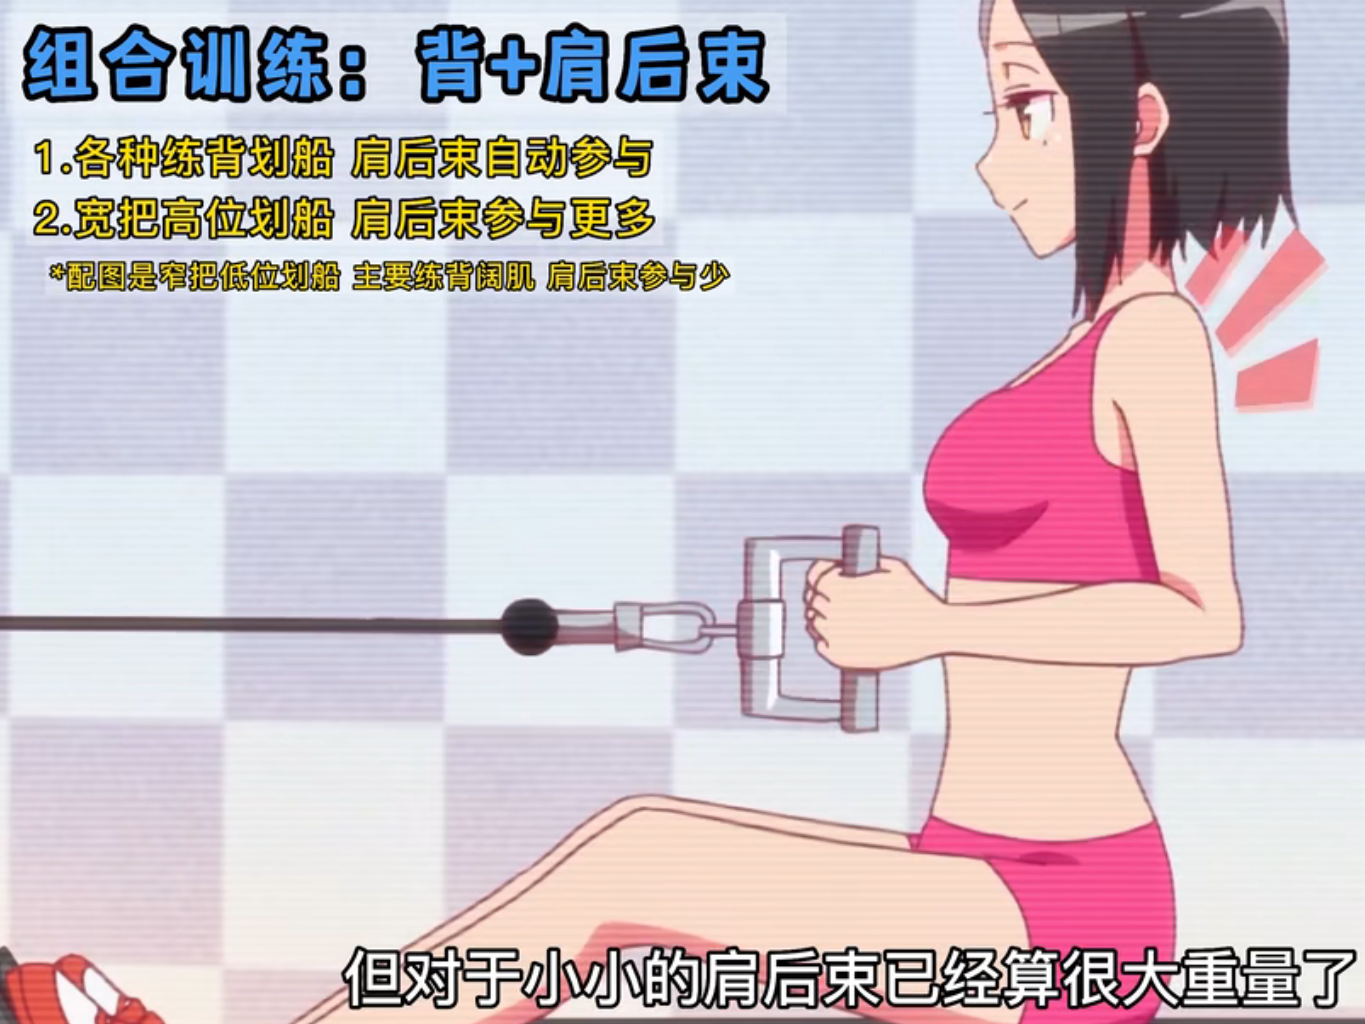 组合训练：背+肩后束
1.各种练背划船 肩后束自动参与
2.宽把高位划船 肩后束参与更多
*配图是窄把低位划船 主要练背阔肌 肩后束参与少
但对于小小的肩后束已经算很大重量了